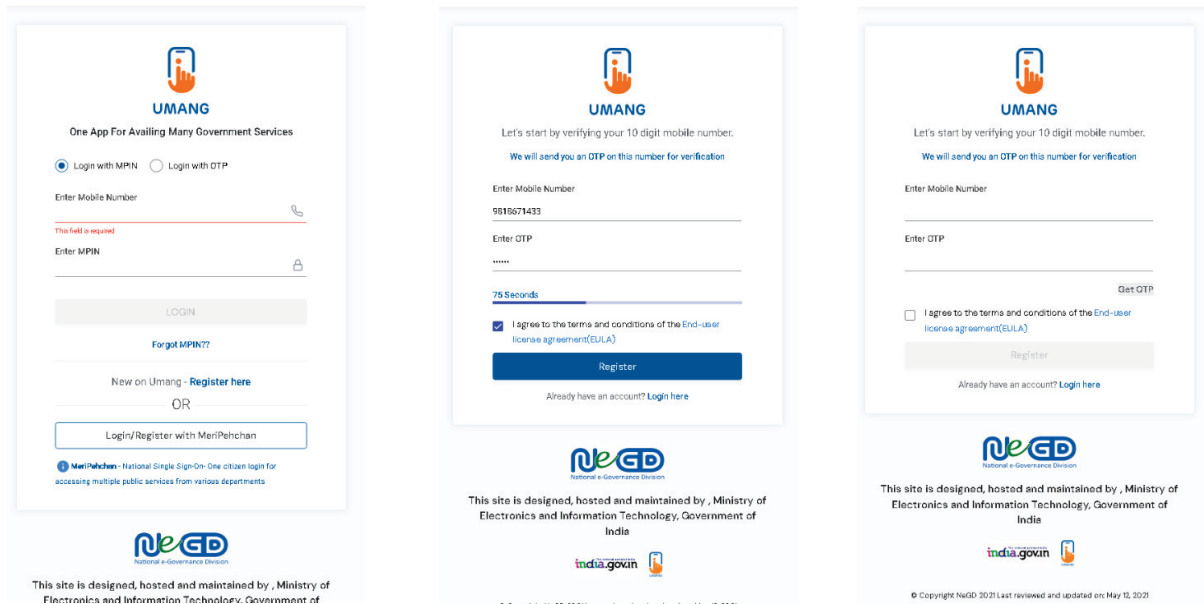 UMANG
One App For Availing Many Government Services
Login with MPIN Login with OTP
Enter Mobile Number
This field is required
Enter MPIN
LOGIN
Forgot MPIN??
New on Umang - Register here
OR
Login/Register with MeriPehchan
MeriPehchan - National Single Sign-On- One citizen login for
accessing multiple public services from various departments
NeGD
National e-Governance Division
This site is designed, hosted and maintained by , Ministry of
Electronics and Information Technology, Government of
UMANG
Let's start by verifying your 10 digit mobile number.
We will send you an OTP on this number for verification
Enter Mobile Number
9818671433
Enter OTP
••••••
75 Seconds
I agree to the terms and conditions of the End-user
license agreement(EULA)
Register
Already have an account? Login here
NeGD
National e-Governance Division
This site is designed, hosted and maintained by , Ministry of
Electronics and Information Technology, Government of
India
india.gov.in
UMANG
Let's start by verifying your 10 digit mobile number.
We will send you an OTP on this number for verification
Enter Mobile Number
Enter OTP
Get OTP
I agree to the terms and conditions of the End-user
license agreement(EULA)
Register
Already have an account? Login here
NeGD
National e-Governance Division
This site is designed, hosted and maintained by , Ministry of
Electronics and Information Technology, Government of
India
india.gov.in
© Copyright NeGD 2021 Last reviewed and updated on: May 12, 2021